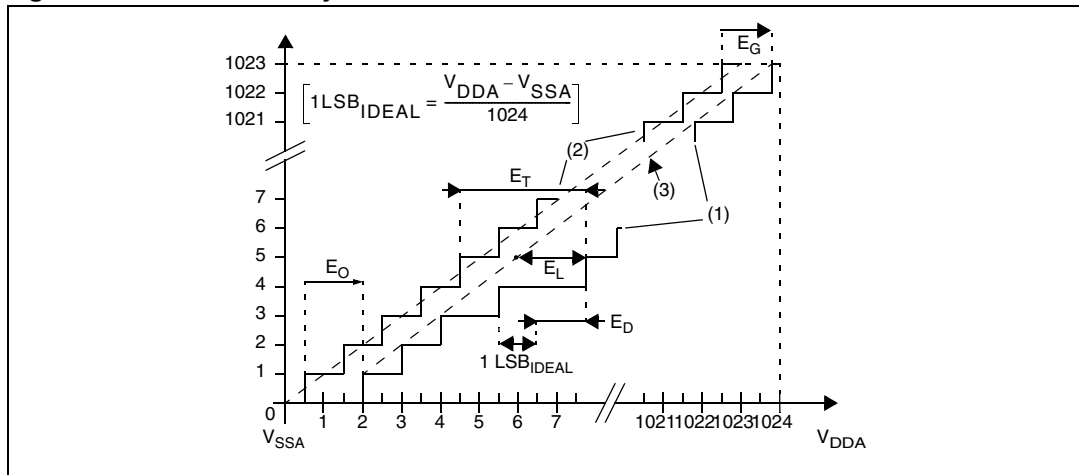 E_G
1023
1022
1021
[1LSB_IDEAL = (V_DDA – V_SSA) / 1024]
(2)
(3)
(1)
E_T
7
6
5
4
3
2
1
E_O
E_L
E_D
1 LSB_IDEAL
0
1 2 3 4 5 6 7 1021 1022 1023 1024
V_SSA V_DDA